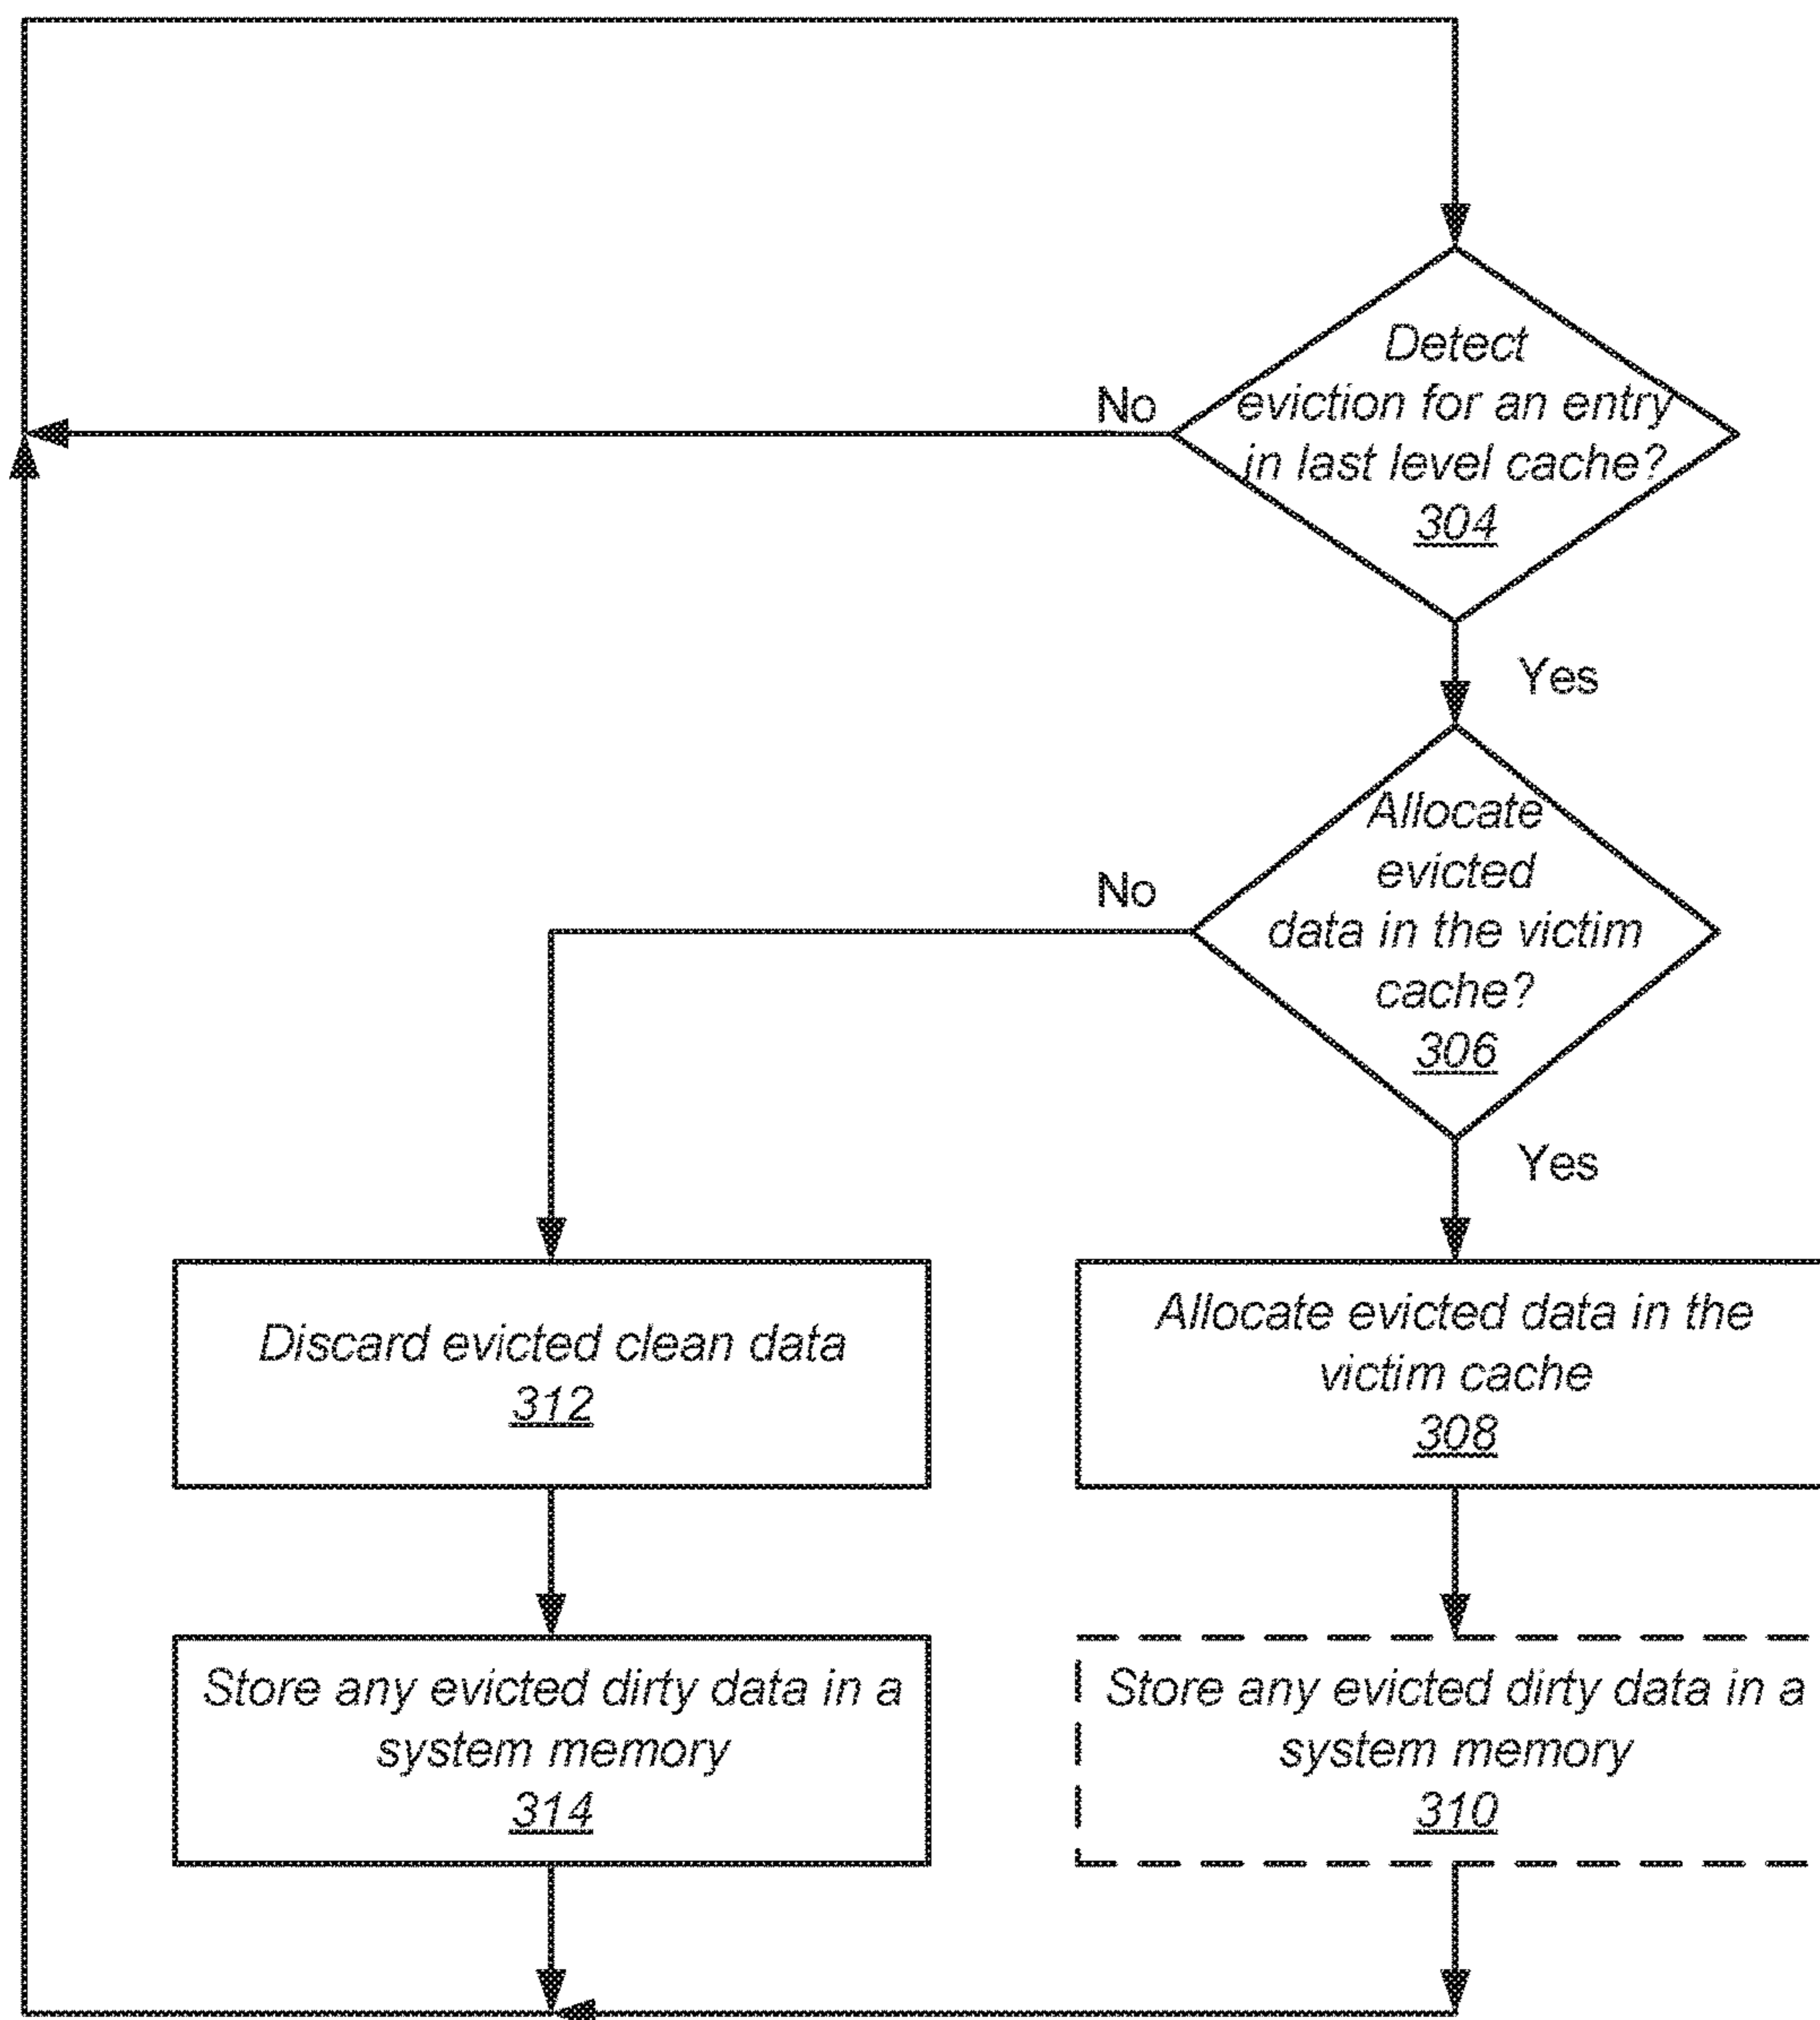 Detect
eviction for an entry
in last level cache?
304
No
Yes
Allocate
evicted
data in the victim
cache?
306
No
Yes
Discard evicted clean data
312
Allocate evicted data in the
victim cache
308
Store any evicted dirty data in a
system memory
314
Store any evicted dirty data in a
system memory
310